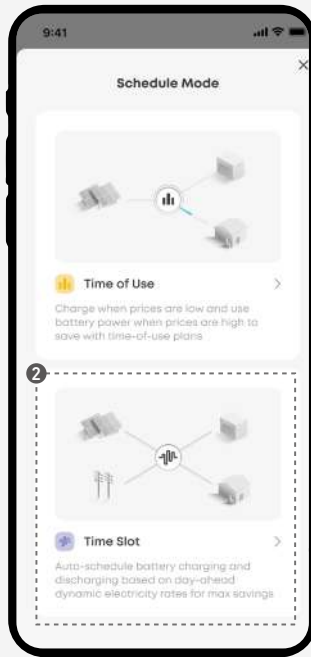 9:41
Schedule Mode
Time of Use
Charge when prices are low and use
battery power when prices are high to
save with time-of-use plans
2
Time Slot
Auto-schedule battery charging and
discharging based on day-ahead
dynamic electricity rates for max savings